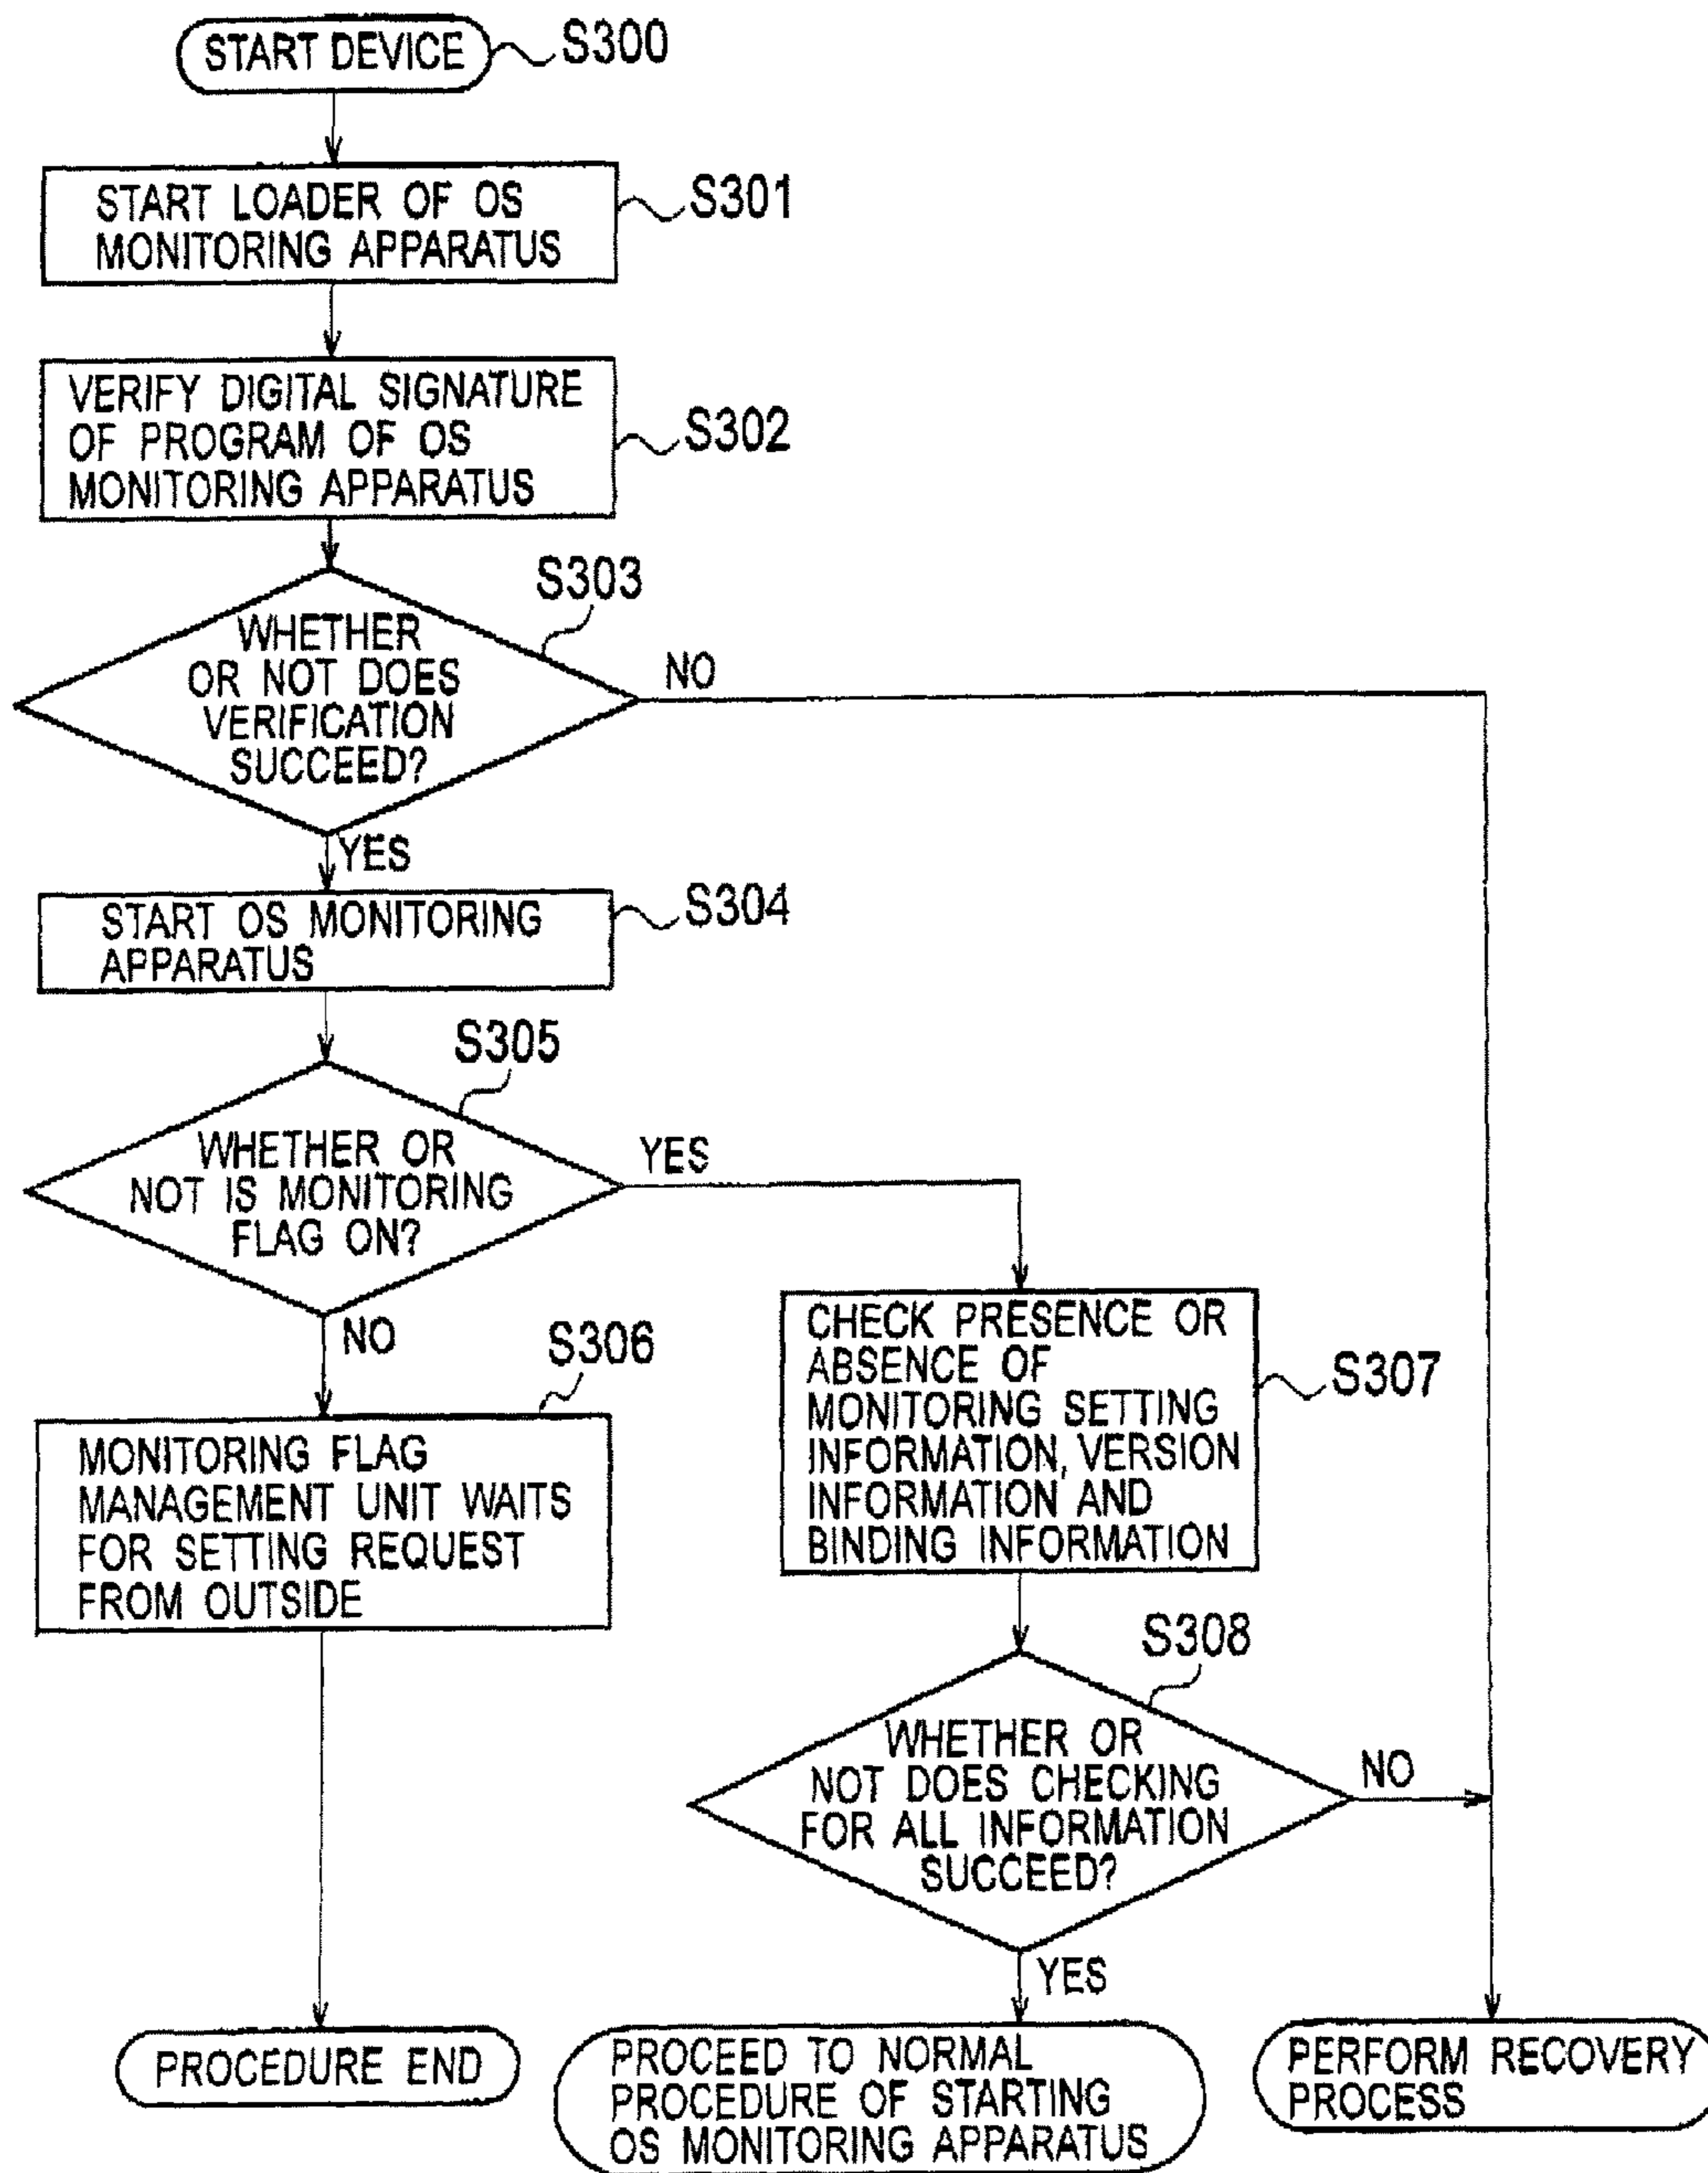 START DEVICE
S300
START LOADER OF OS
MONITORING APPARATUS
S301
VERIFY DIGITAL SIGNATURE
OF PROGRAM OF OS
MONITORING APPARATUS
S302
S303
WHETHER
OR NOT DOES
VERIFICATION
SUCCEED?
NO
YES
START OS MONITORING
APPARATUS
S304
S305
WHETHER OR
NOT IS MONITORING
FLAG ON?
YES
NO
S306
MONITORING FLAG
MANAGEMENT UNIT WAITS
FOR SETTING REQUEST
FROM OUTSIDE
CHECK PRESENCE OR
ABSENCE OF
MONITORING SETTING
INFORMATION, VERSION
INFORMATION AND
BINDING INFORMATION
S307
S308
WHETHER OR
NOT DOES CHECKING
FOR ALL INFORMATION
SUCCEED?
NO
YES
PROCEDURE END
PROCEED TO NORMAL
PROCEDURE OF STARTING
OS MONITORING APPARATUS
PERFORM RECOVERY
PROCESS